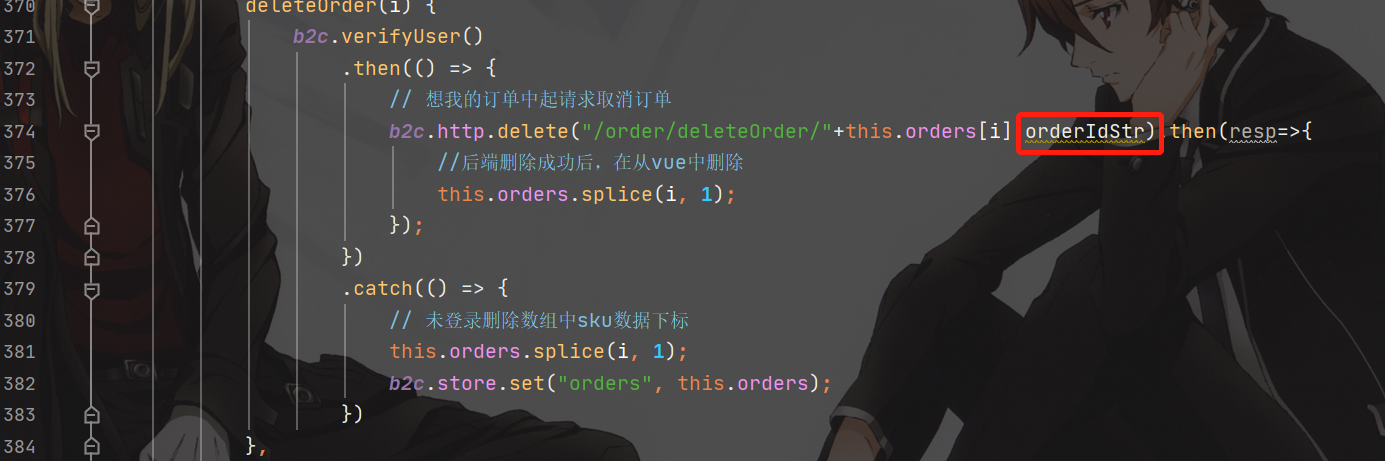 370 deleteOrder(i) {
371 b2c.verifyUser()
372 .then(() => {
373 // 想我的订单中起请求取消订单
374 b2c.http.delete("/order/deleteOrder/"+this.orders[i].orderIdStr).then(resp=>{
375 //后端删除成功后，在从vue中删除
376 this.orders.splice(i, 1);
377 });
378 })
379 .catch(() => {
380 // 未登录删除数组中sku数据下标
381 this.orders.splice(i, 1);
382 b2c.store.set("orders", this.orders);
383 })
384 },